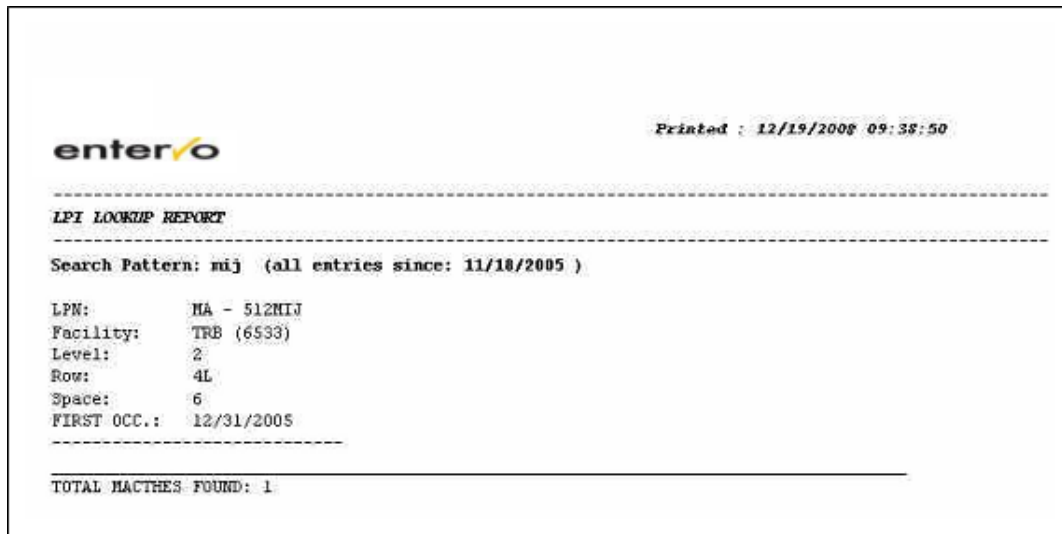 Printed : 12/19/2008 09:38:50
entervo
LPI LOOKUP REPORT
Search Pattern: mij (all entries since: 11/18/2005 )
LPN: MA - 512MIJ
Facility: TRB (6533)
Level: 2
Row: 4L
Space: 6
FIRST OCC.: 12/31/2005
TOTAL MACTHES FOUND: 1